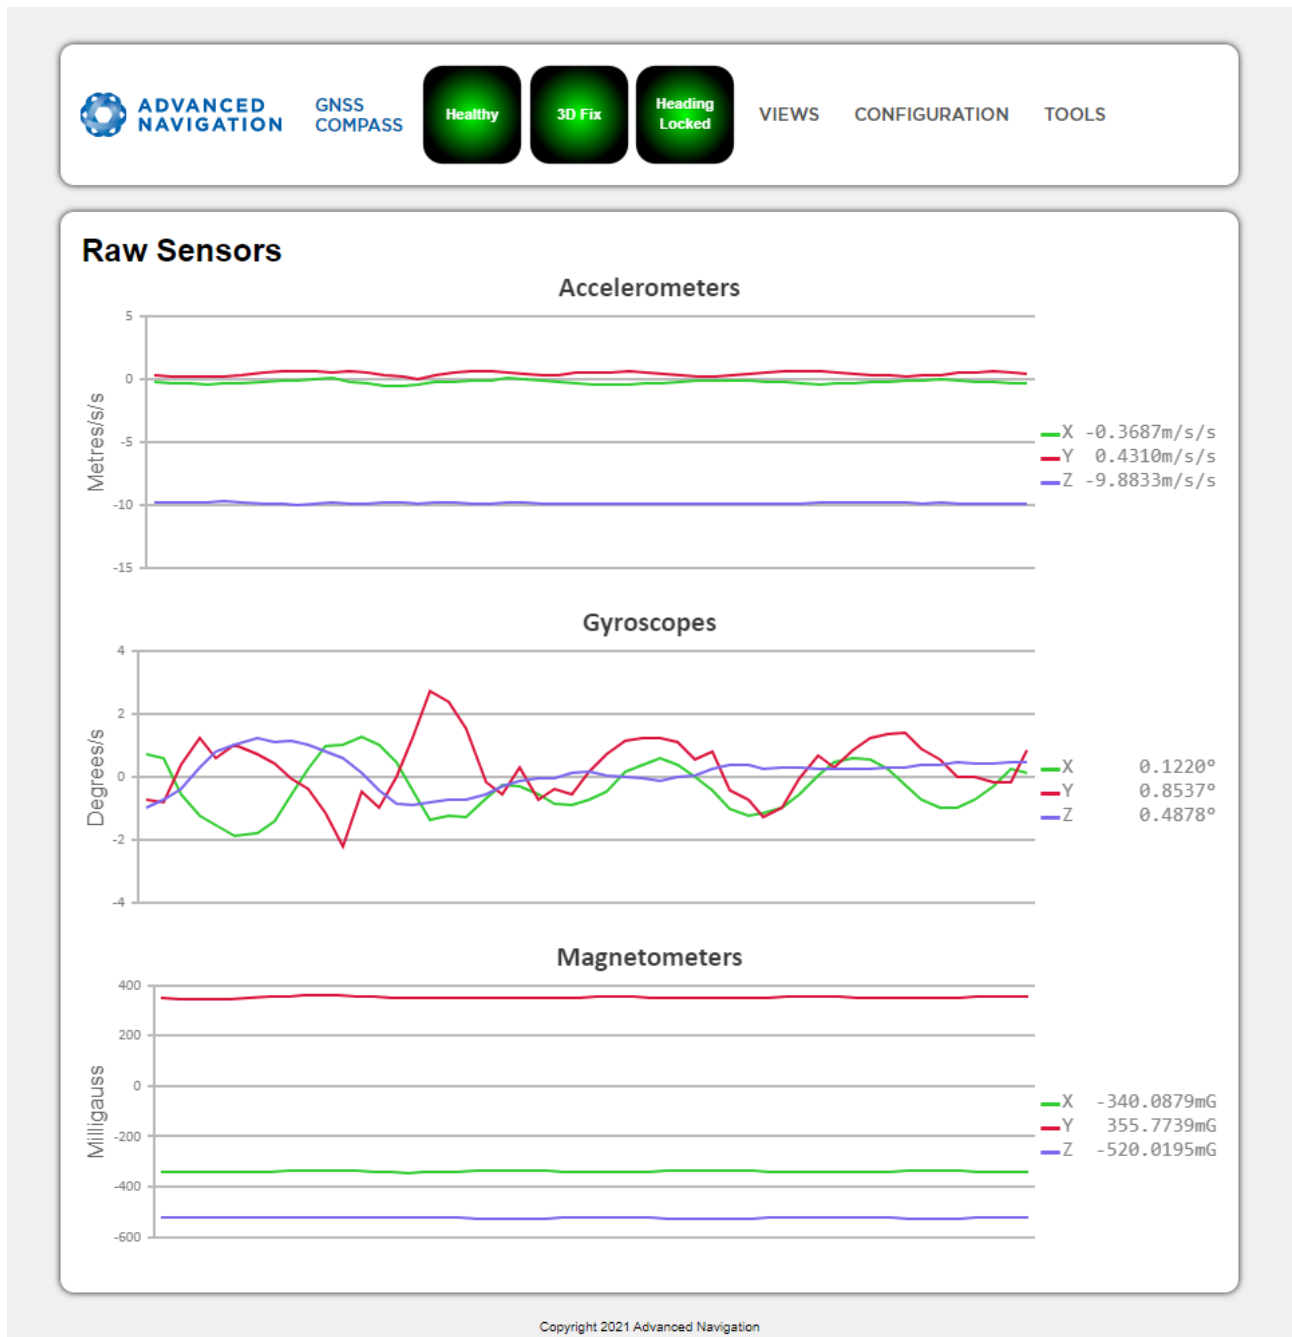 ADVANCED
NAVIGATION
GNSS
COMPASS
Healthy
3D Fix
Heading
Locked
VIEWS
CONFIGURATION
TOOLS
Raw Sensors
Accelerometers
Metres/s/s
5
0
-5
-10
-15
X -0.3687m/s/s
Y 0.4310m/s/s
Z -9.8833m/s/s
Gyroscopes
Degrees/s
4
2
0
-2
-4
X 0.1220°
Y 0.8537°
Z 0.4878°
Magnetometers
Milligauss
400
200
0
-200
-400
-600
X -340.0879mG
Y 355.7739mG
Z -520.0195mG
Copyright 2021 Advanced Navigation